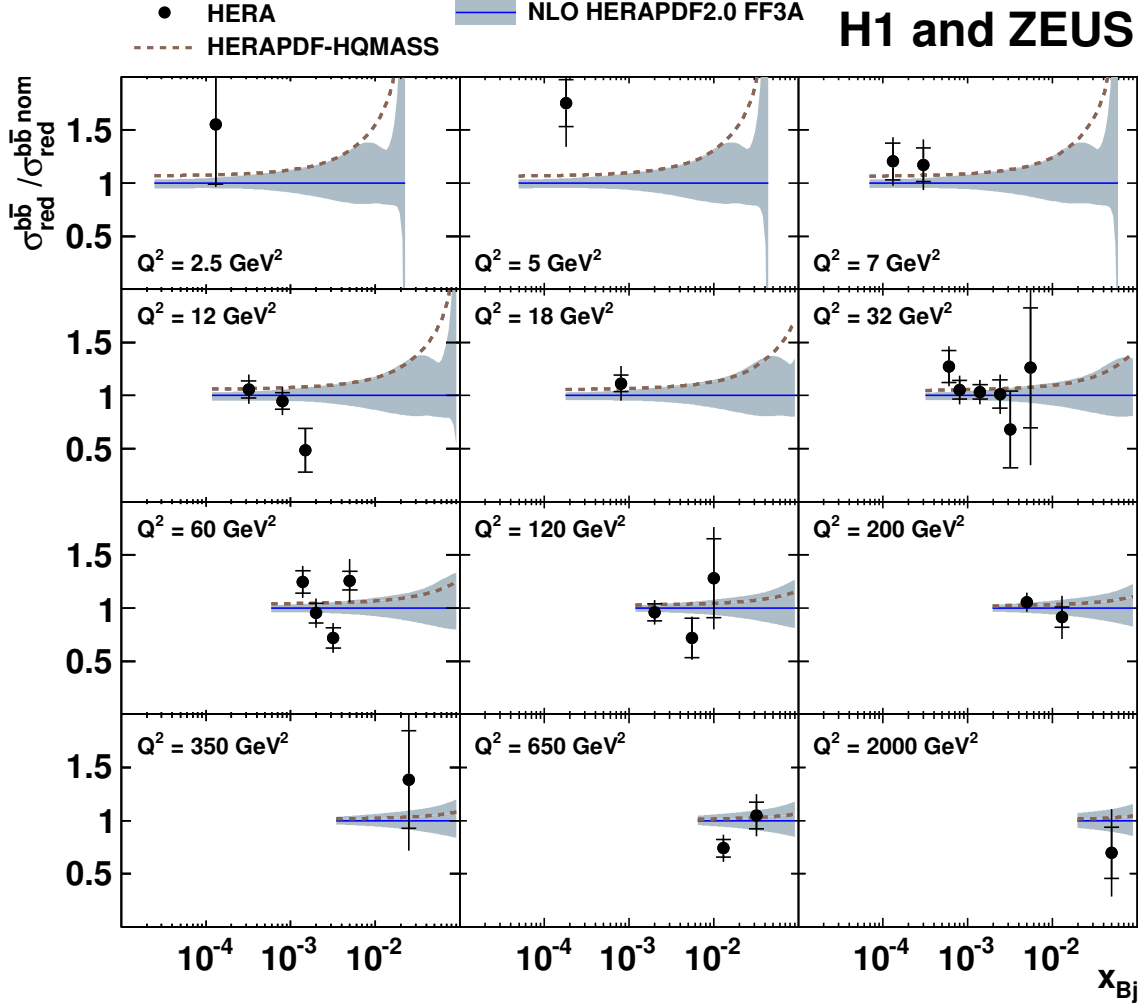 HERA
NLO HERAPDF2.0 FF3A
HERAPDF-HQMASS
H1 and ZEUS
σ_red^{bb̄} / σ_red^{bb̄ nom}
1.5
1
0.5
Q² = 2.5 GeV²
Q² = 5 GeV²
Q² = 7 GeV²
1.5
1
0.5
Q² = 12 GeV²
Q² = 18 GeV²
Q² = 32 GeV²
1.5
1
0.5
Q² = 60 GeV²
Q² = 120 GeV²
Q² = 200 GeV²
1.5
1
0.5
Q² = 350 GeV²
Q² = 650 GeV²
Q² = 2000 GeV²
10⁻⁴ 10⁻³ 10⁻² 10⁻⁴ 10⁻³ 10⁻² 10⁻⁴ 10⁻³ 10⁻²
x_Bj